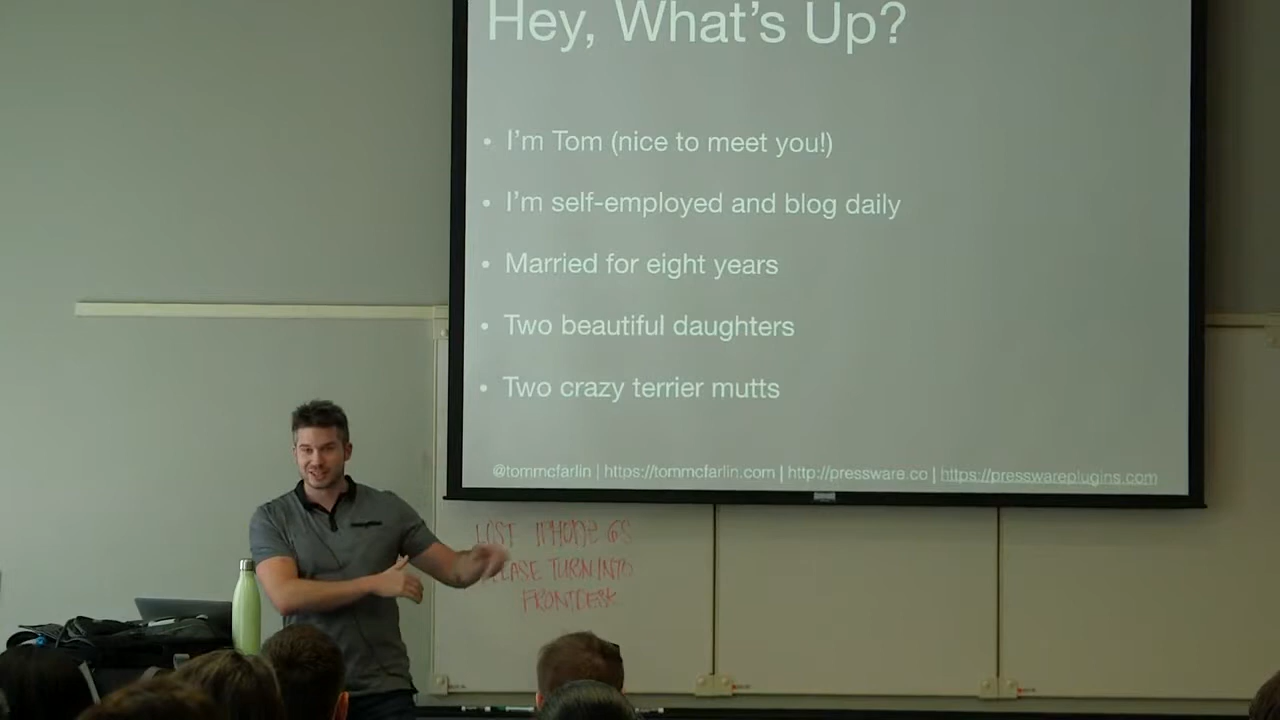 Hey, What's Up?
• I'm Tom (nice to meet you!)
• I'm self-employed and blog daily
• Married for eight years
• Two beautiful daughters
• Two crazy terrier mutts
@tommcfarlin | https://tommcfarlin.com | http://pressware.co | https://presswareplugins.com
LOST IPHONE 6S
EASE TURN INTO
FRONT DESK